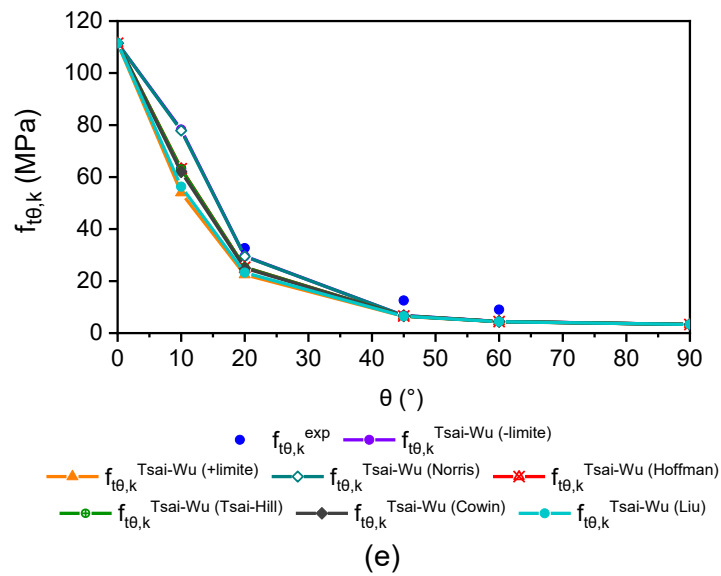 120
100
80
60
40
20
0
f_tθ,k (MPa)
0 10 20 30 40 50 60 70 80 90
θ (°)
f_tθ,k^exp f_tθ,k^Tsai-Wu (-limite)
f_tθ,k^Tsai-Wu (+limite) f_tθ,k^Tsai-Wu (Norris) f_tθ,k^Tsai-Wu (Hoffman)
f_tθ,k^Tsai-Wu (Tsai-Hill) f_tθ,k^Tsai-Wu (Cowin) f_tθ,k^Tsai-Wu (Liu)
(e)